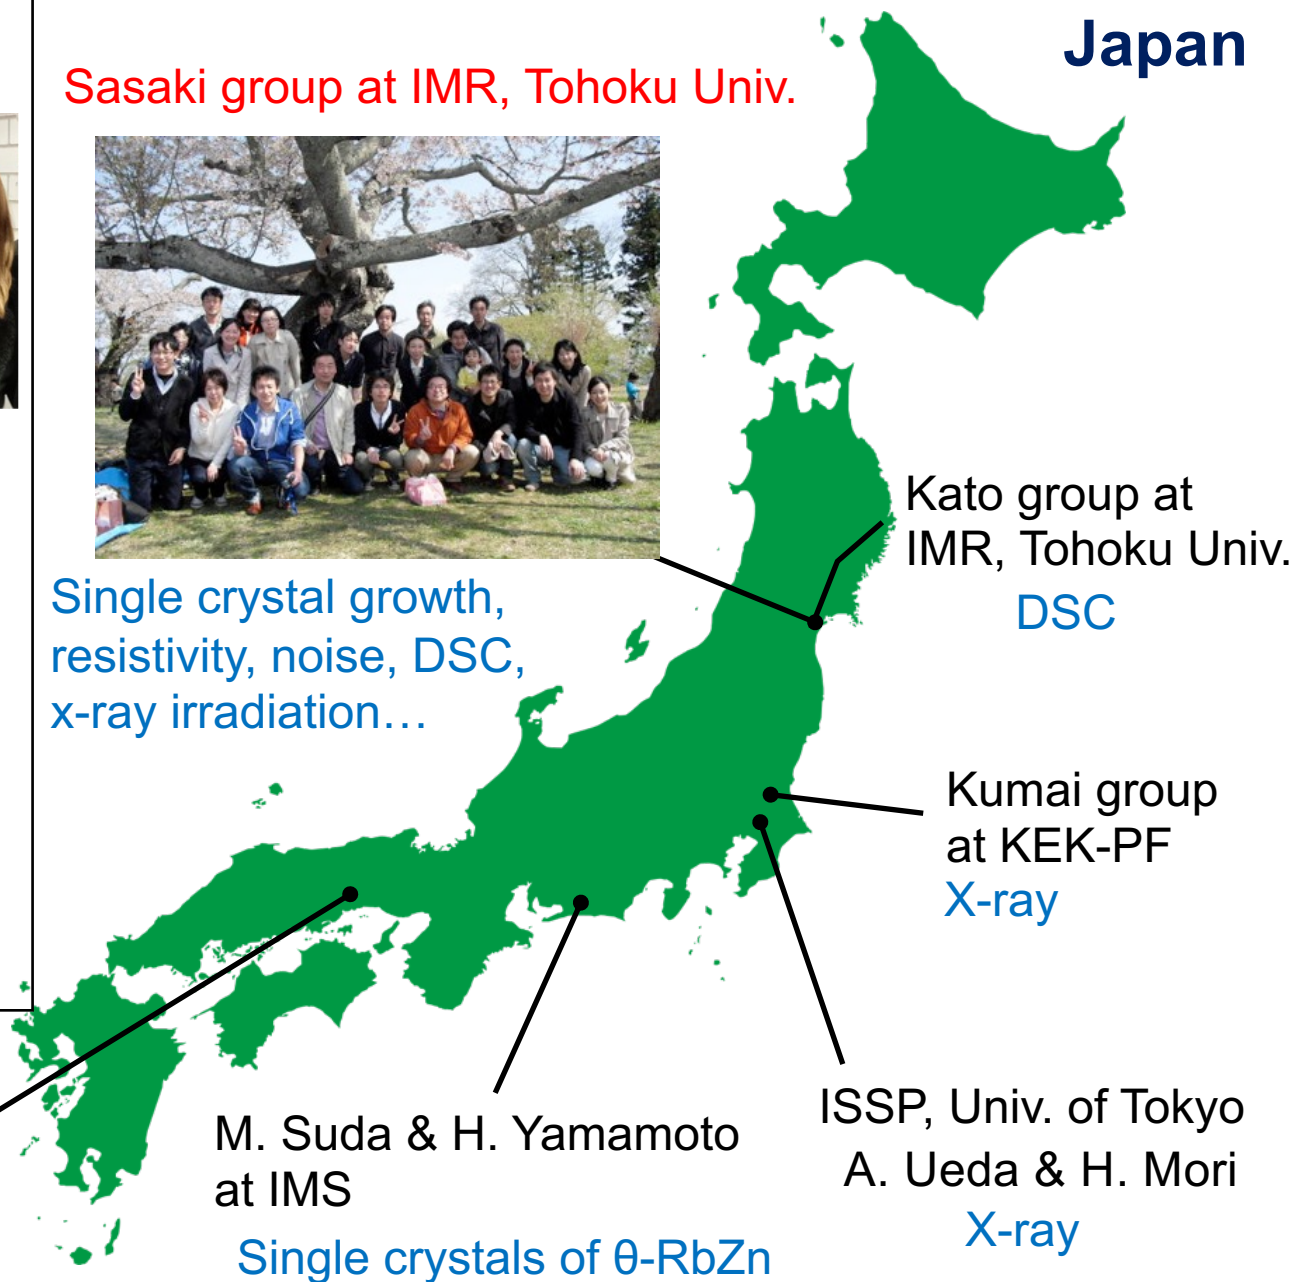 Japan
Sasaki group at IMR, Tohoku Univ.
Single crystal growth,
resistivity, noise, DSC,
x-ray irradiation…
Kato group at
IMR, Tohoku Univ.
DSC
Kumai group
at KEK-PF
X-ray
ISSP, Univ. of Tokyo
A. Ueda & H. Mori
X-ray
M. Suda & H. Yamamoto
at IMS
Single crystals of θ-RbZn